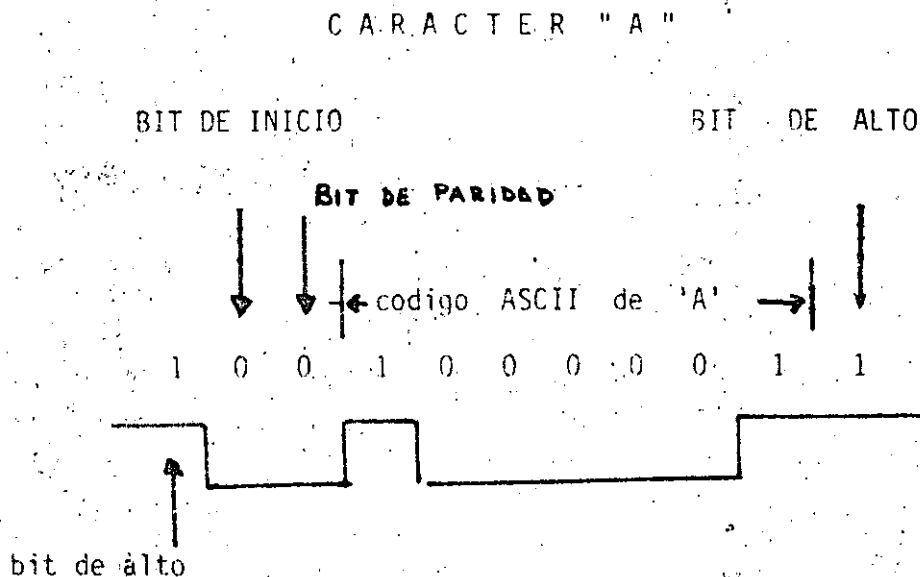 CARACTER "A"
BIT DE INICIO BIT DE ALTO
BIT DE PARIDAD
codigo ASCII de 'A'
1 0 0 1 0 0 0 0 0 1 1
bit de alto